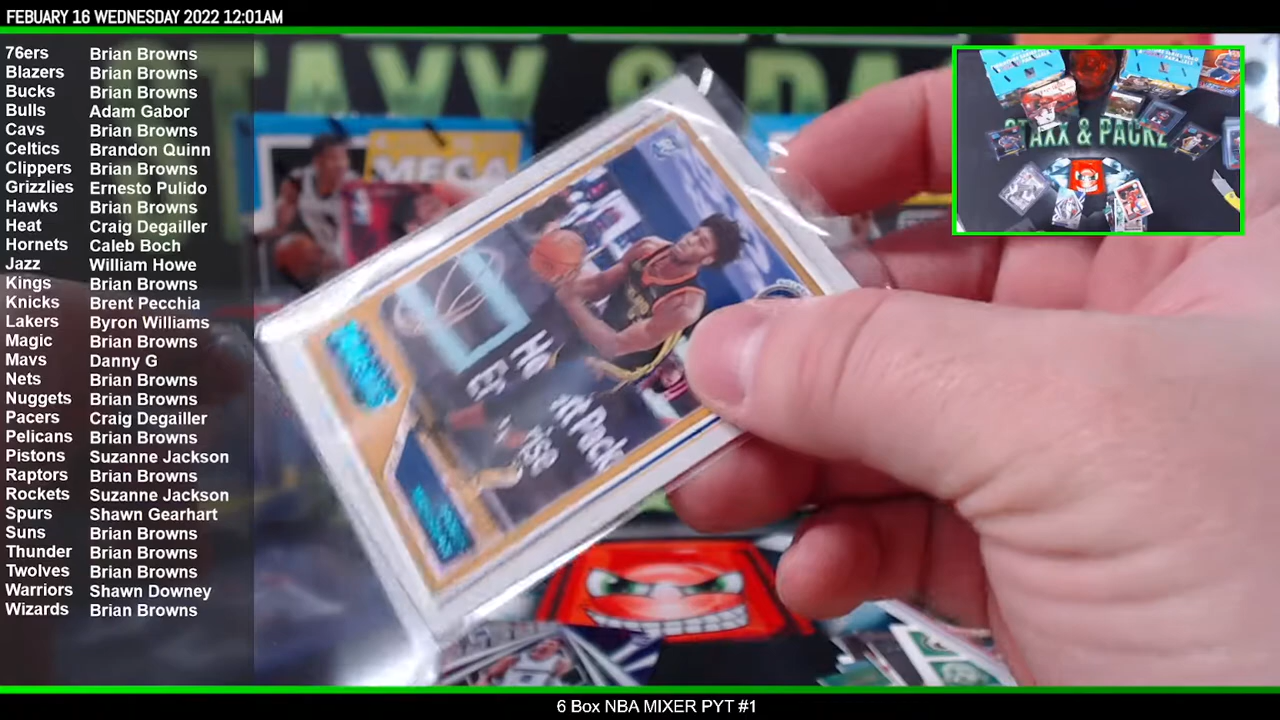 FEBUARY 16 WEDNESDAY 2022 12:01AM
76ers Brian Browns
Blazers Brian Browns
Bucks Brian Browns
Bulls Adam Gabor
Cavs Brian Browns
Celtics Brandon Quinn
Clippers Brian Browns
Grizzlies Ernesto Pulido
Hawks Brian Browns
Heat Craig Degailler
Hornets Caleb Boch
Jazz William Howe
Kings Brian Browns
Knicks Brent Pecchia
Lakers Byron Williams
Magic Brian Browns
Mavs Danny G
Nets Brian Browns
Nuggets Brian Browns
Pacers Craig Degailler
Pelicans Brian Browns
Pistons Suzanne Jackson
Raptors Brian Browns
Rockets Suzanne Jackson
Spurs Shawn Gearhart
Suns Brian Browns
Thunder Brian Browns
Twolves Brian Browns
Warriors Shawn Downey
Wizards Brian Browns
MEGA
STAXX & PACKZ
6 Box NBA MIXER PYT #1